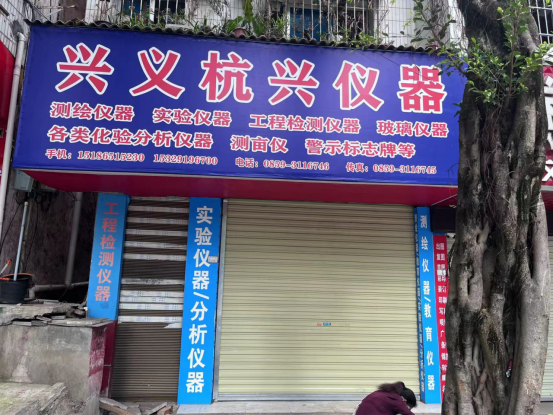 兴义杭兴仪器
测绘仪器 实验仪器 工程检测仪器 玻璃仪器
各类化验分析仪器 测亩仪 警示标志牌等
手机：15186515230 15329196700 电话：0859-3116746 传真：0859-3116745
工程检测仪器
实验仪器/分析仪器
测绘仪器/教育仪器